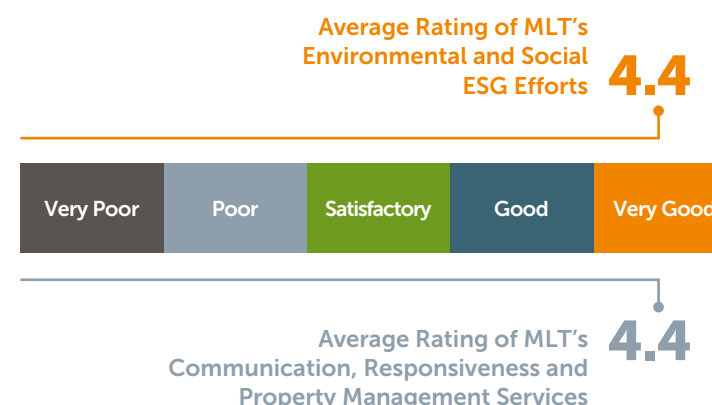 Average Rating of MLT's
Environmental and Social
ESG Efforts
4.4
Very Poor Poor Satisfactory Good Very Good
Average Rating of MLT's
Communication, Responsiveness and
Property Management Services
4.4